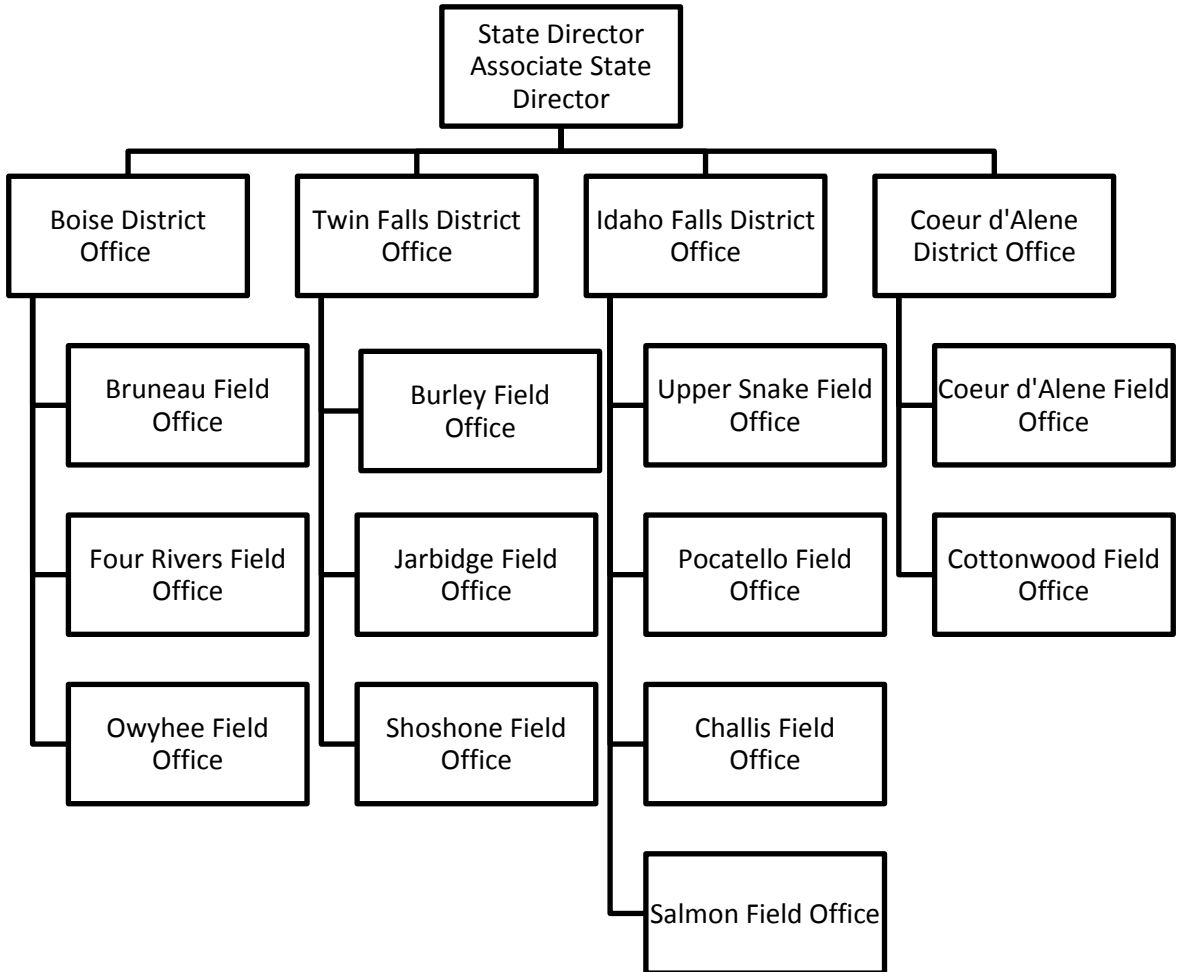 State Director
Associate State
Director
Boise District
Office
Twin Falls District
Office
Idaho Falls District
Office
Coeur d'Alene
District Office
Bruneau Field
Office
Four Rivers Field
Office
Owyhee Field
Office
Burley Field
Office
Jarbidge Field
Office
Shoshone Field
Office
Upper Snake Field
Office
Pocatello Field
Office
Challis Field
Office
Salmon Field Office
Coeur d'Alene Field
Office
Cottonwood Field
Office